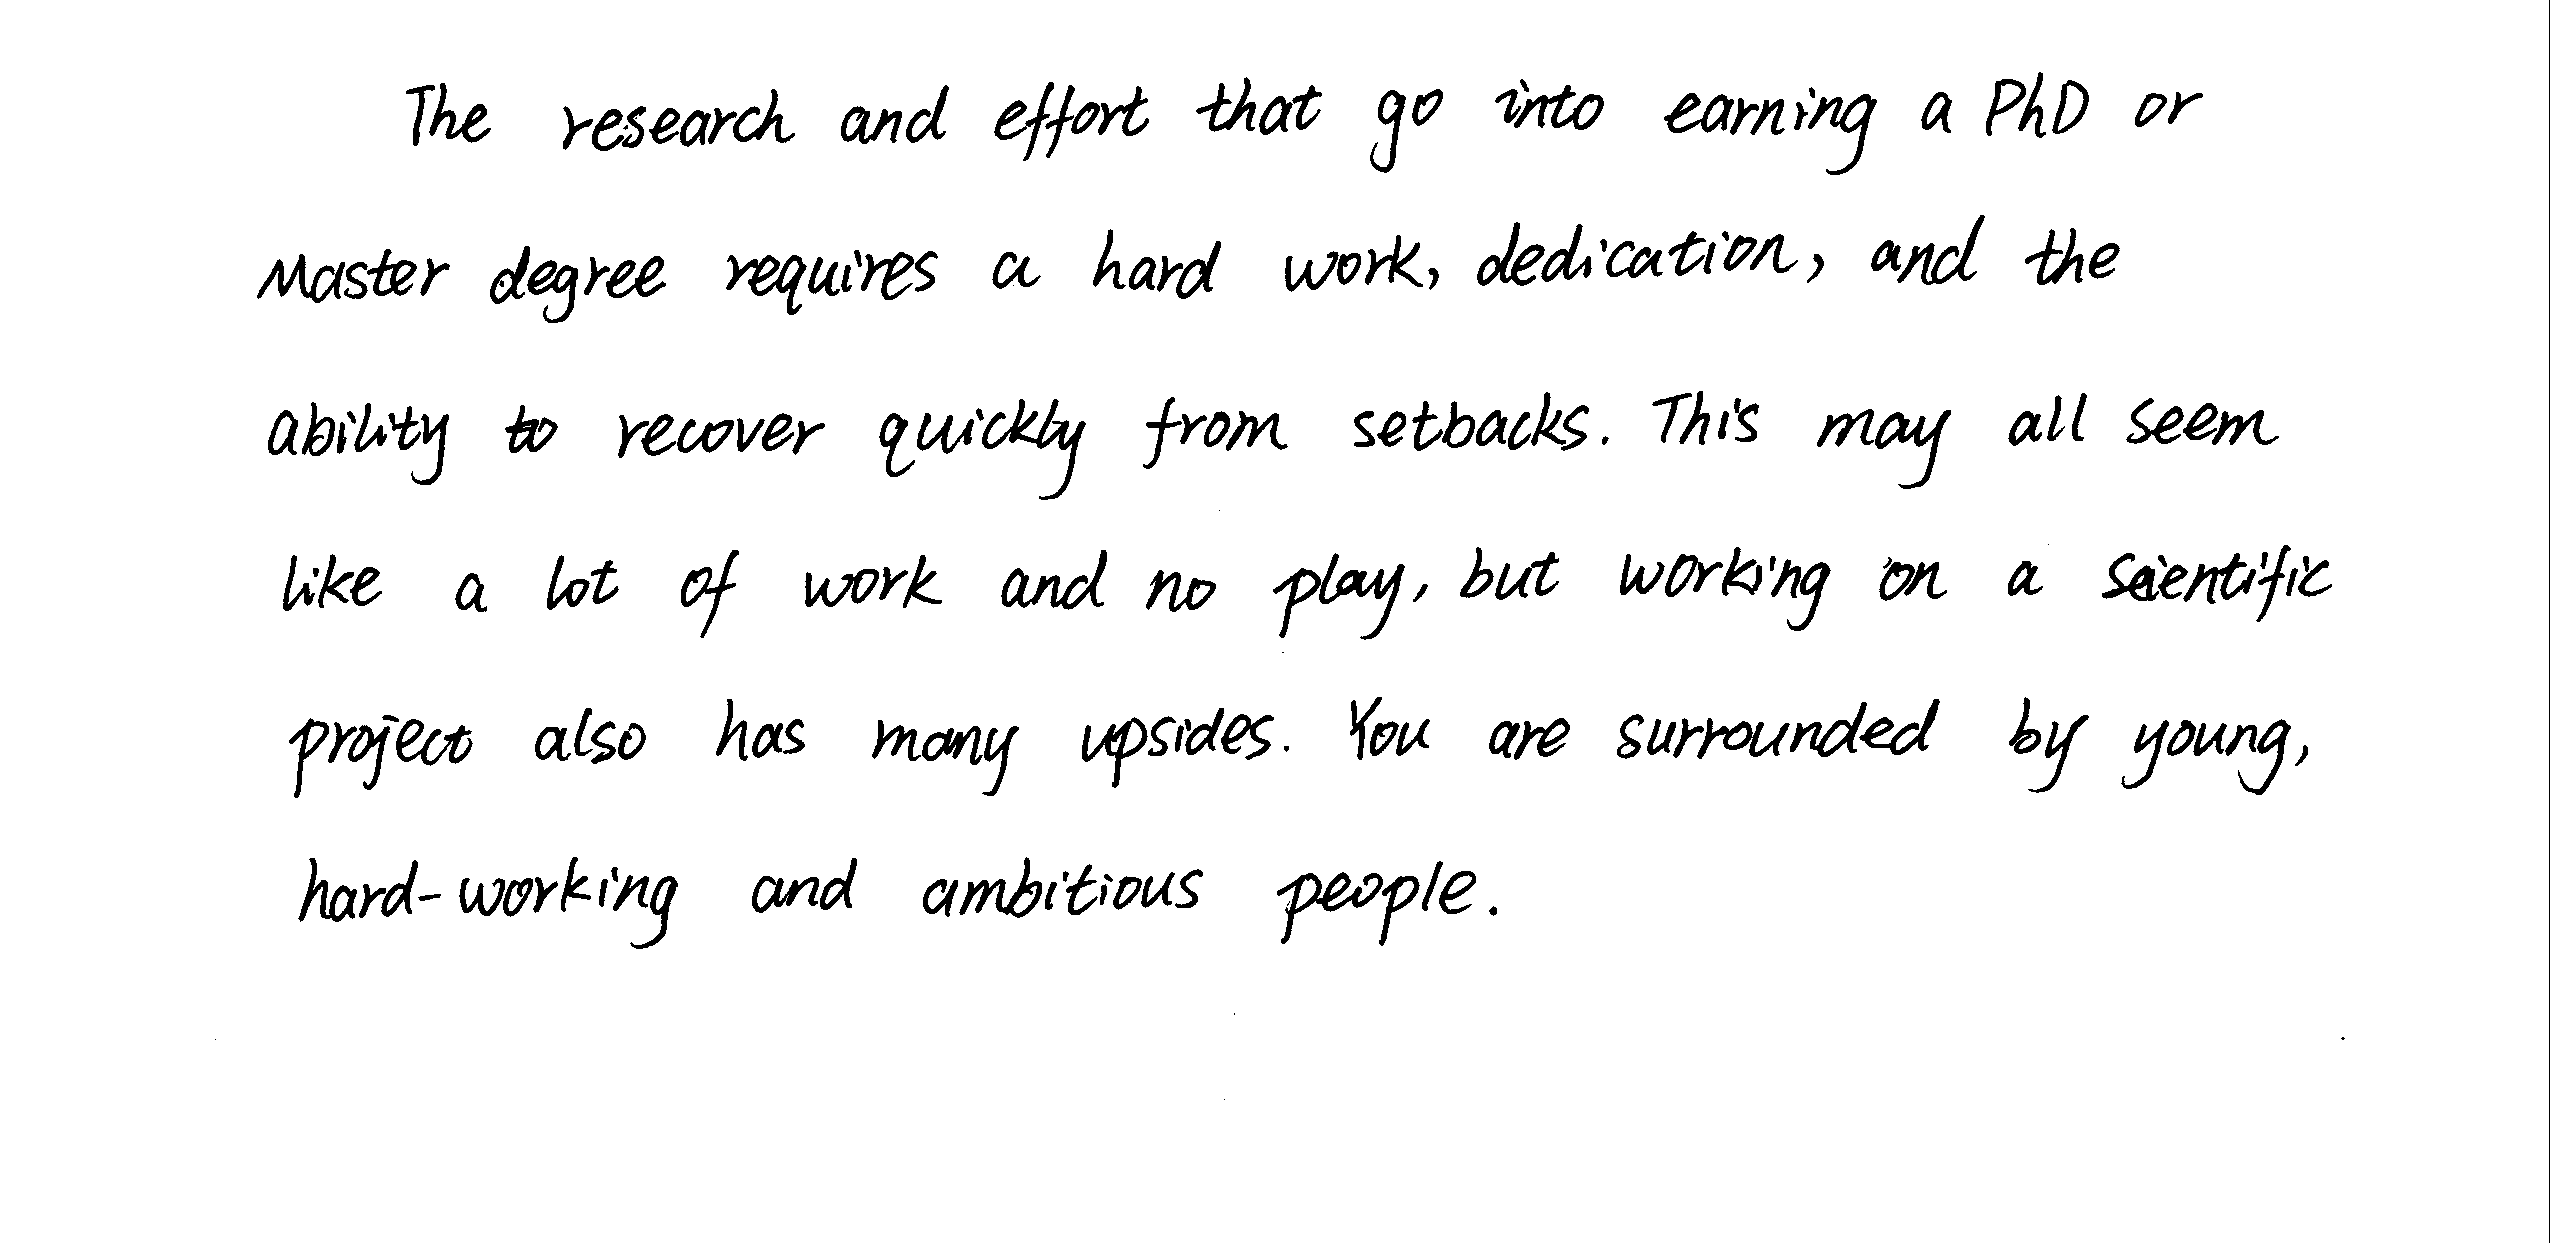 The research and effort that go into earning a PhD or
Master degree requires a hard work, dedication, and the
ability to recover quickly from setbacks. This may all seem
like a lot of work and no play, but working on a scientific
project also has many upsides. You are surrounded by young,
hard-working and ambitious people.